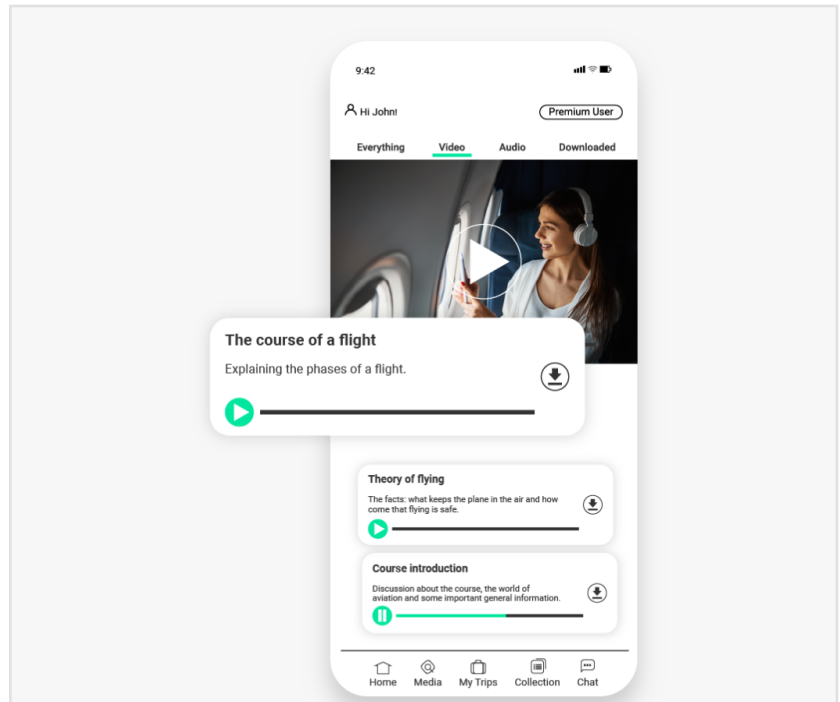 9:42
Hi John!
Premium User
Everything Video Audio Downloaded
The course of a flight
Explaining the phases of a flight.
Theory of flying
The facts: what keeps the plane in the air and how
come that flying is safe.
Course introduction
Discussion about the course, the world of
aviation and some important general information.
Home Media My Trips Collection Chat